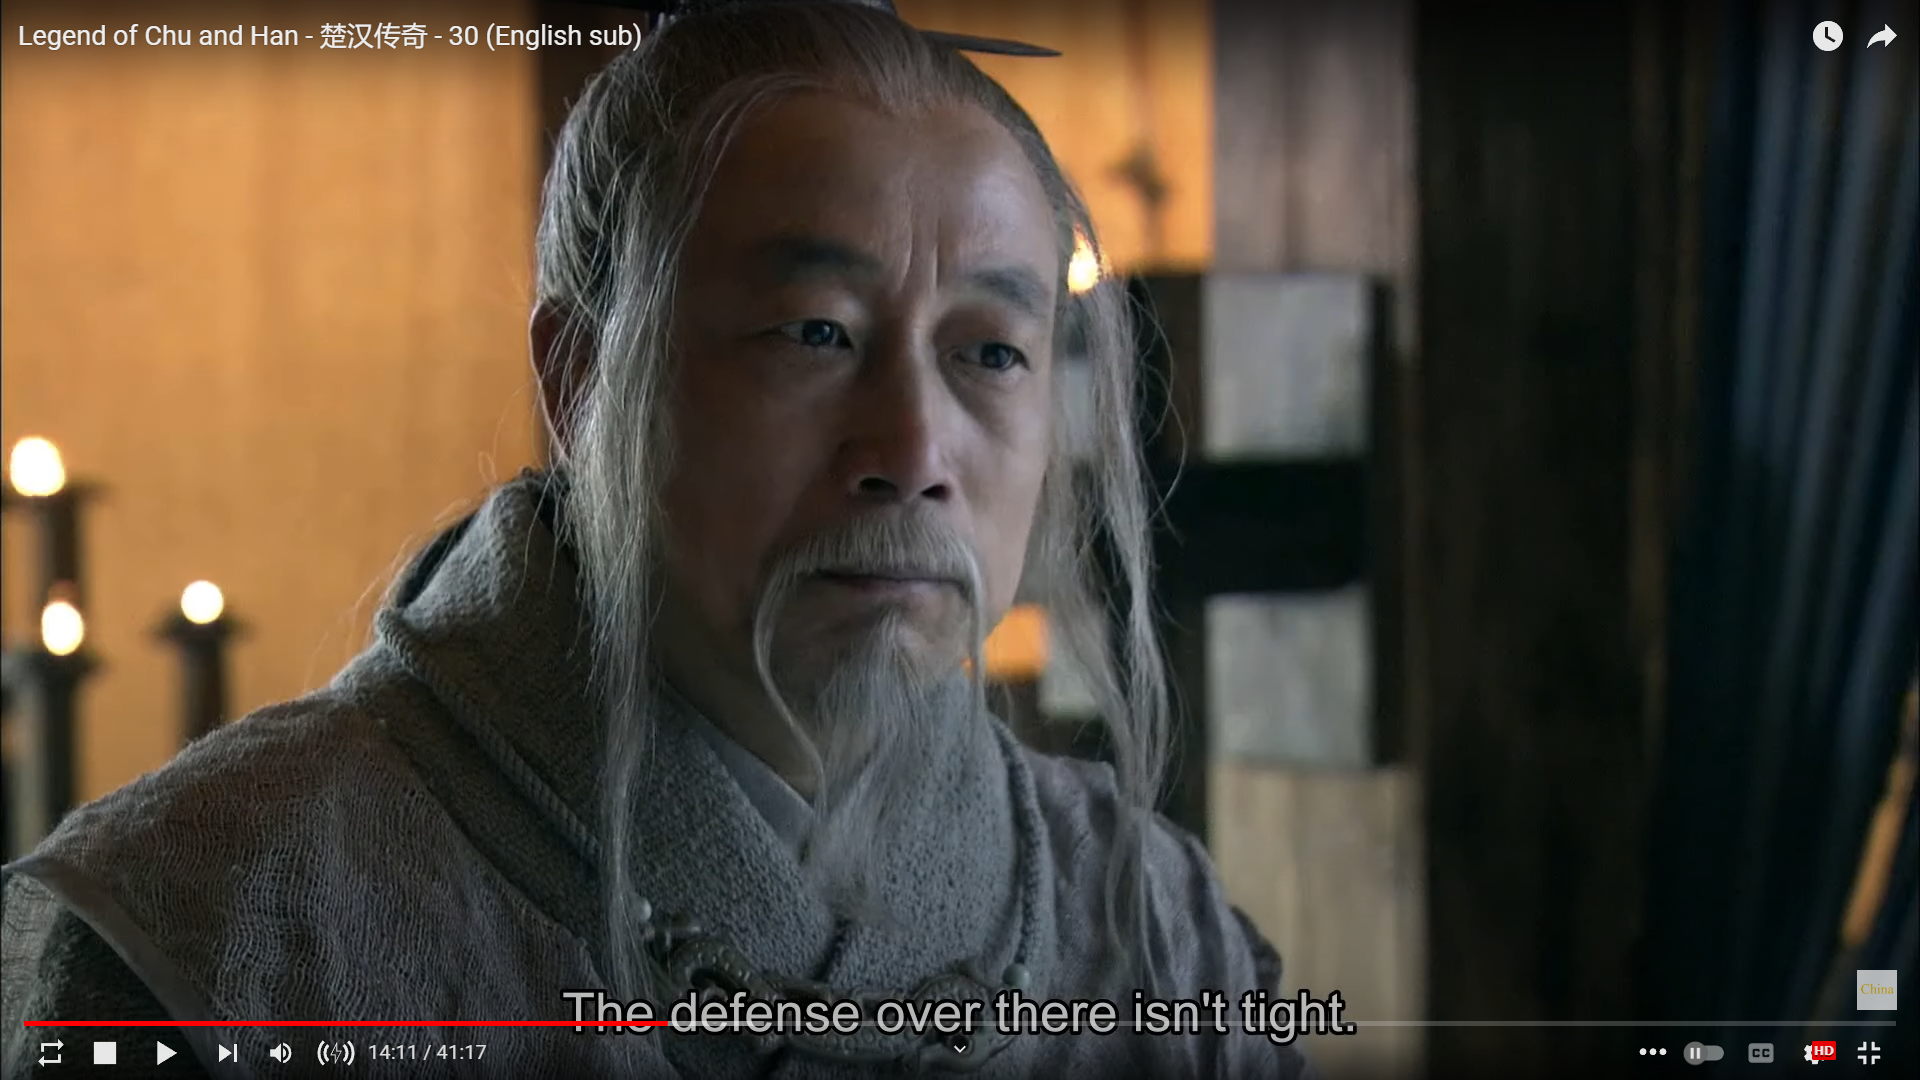 Legend of Chu and Han - 楚汉传奇 - 30 (English sub)
The defense over there isn't tight.
China
14:11 / 41:17
CC
HD